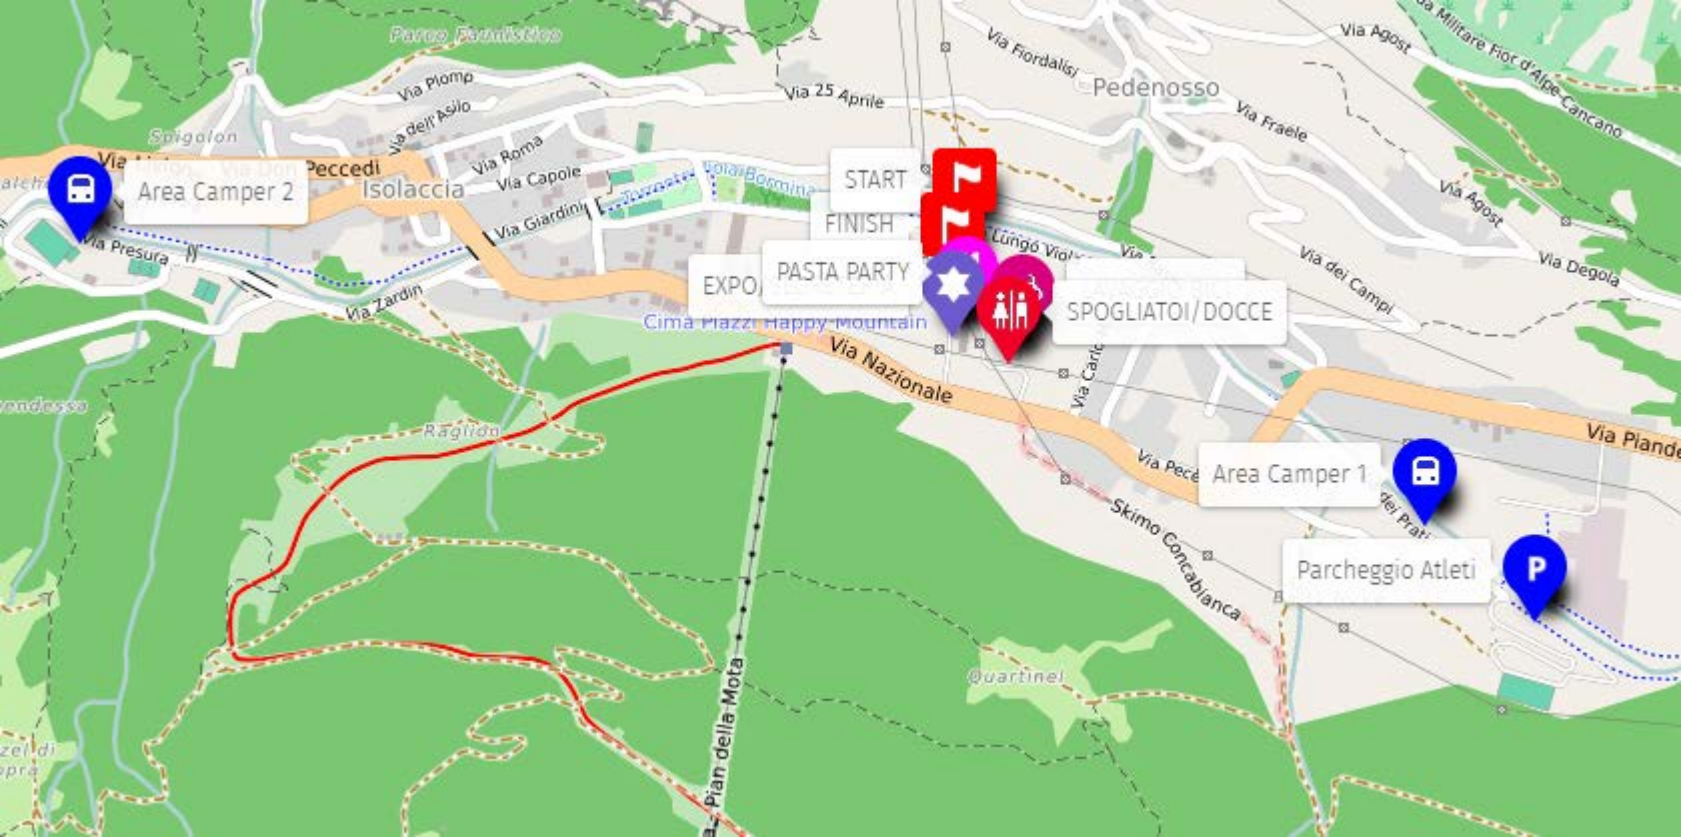 Parco Faunistico
Via Agost
Via Fiordalisi
Via Plomp
Pedenosso
Via 25 Aprile
Via dell'Asilo
Via Fraele
Spigolon
Via Roma
Peccedi
Isolaccia
Via Capole
Area Camper 2
START
Via Agost
FINISH
Via Giardini
Via Presura
Via Degola
PASTA PARTY
EXPO/
Via dei Campi
SPOGLIATOI/DOCCE
Via Zardin
Cima Piazzi Happy Mountain
Via Nazionale
Via Carlo
Raglion
Via Piande
Area Camper 1
dei Prati
Skimo Concabianca
Parcheggio Atleti
P
Quartinel
Pian della Mota